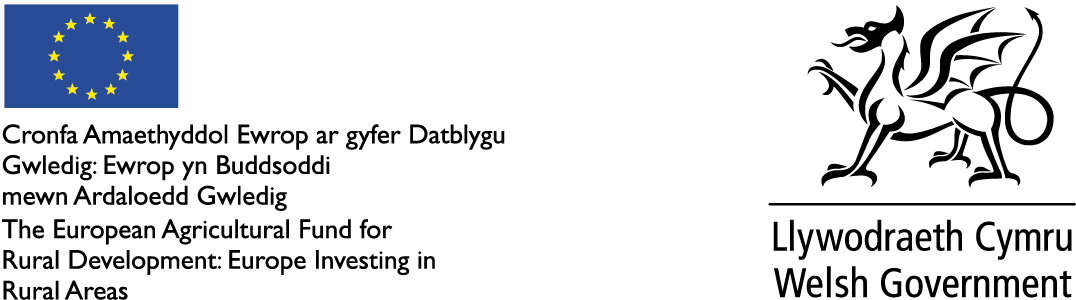 Cronfa Amaethyddol Ewrop ar gyfer Datblygu
Gwledig: Ewrop yn Buddsoddi
mewn Ardaloedd Gwledig
The European Agricultural Fund for
Rural Development: Europe Investing in
Rural Areas
Llywodraeth Cymru
Welsh Government